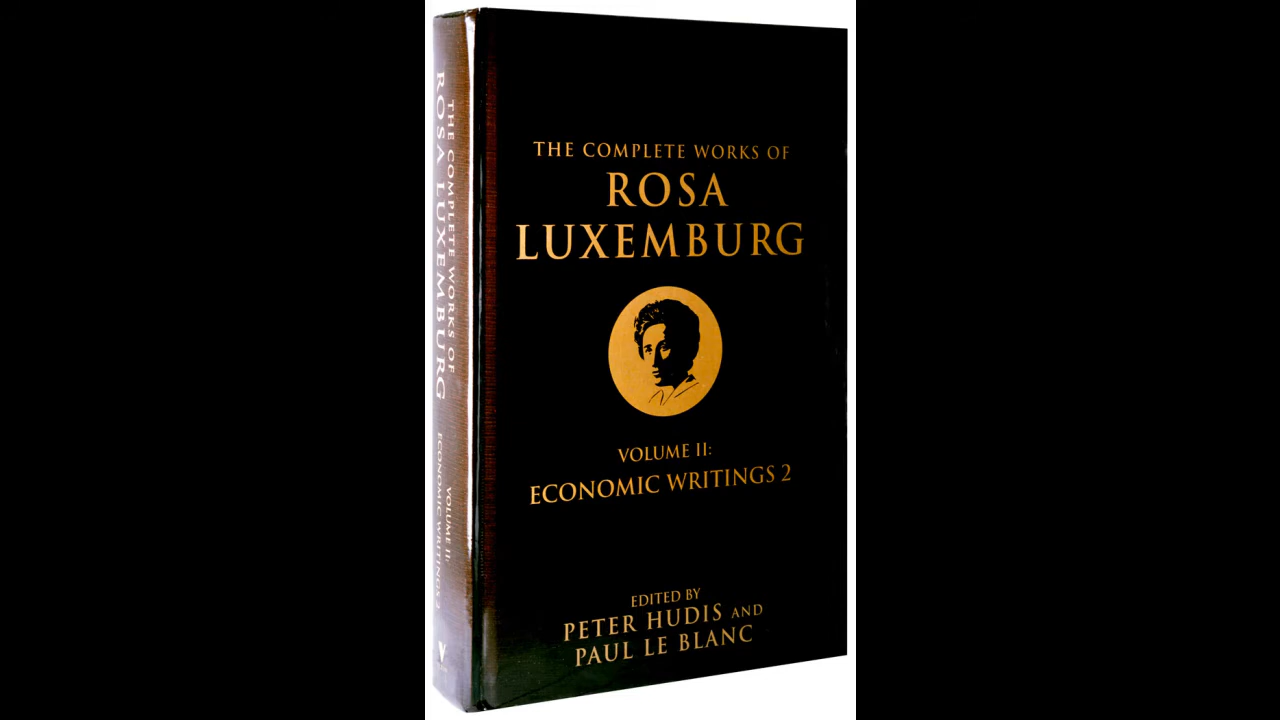 THE COMPLETE WORKS OF
ROSA LUXEMBURG
VOLUME II:
ECONOMIC WRITINGS 2
V
THE COMPLETE WORKS OF
ROSA
LUXEMBURG
VOLUME II:
ECONOMIC WRITINGS 2
EDITED BY
PETER HUDIS AND
PAUL LE BLANC